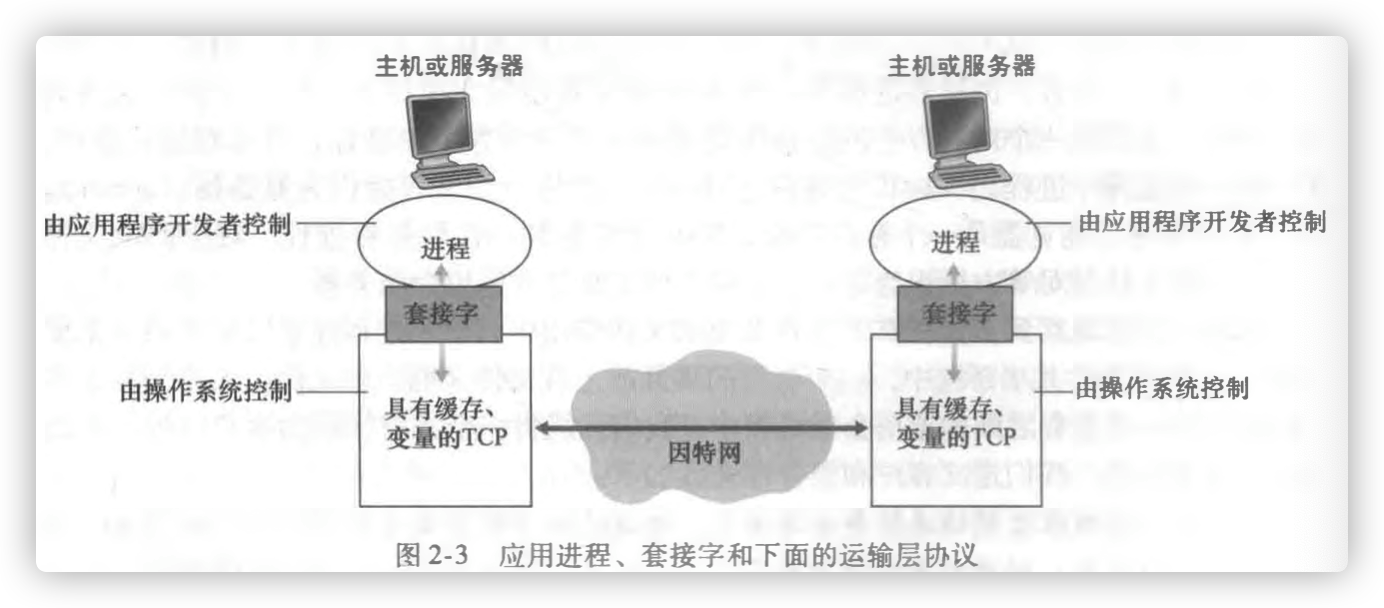 主机或服务器
主机或服务器
由应用程序开发者控制
进程
进程
由应用程序开发者控制
套接字
套接字
由操作系统控制
具有缓存、
变量的TCP
因特网
具有缓存、
变量的TCP
由操作系统控制
图 2-3 应用进程、套接字和下面的运输层协议